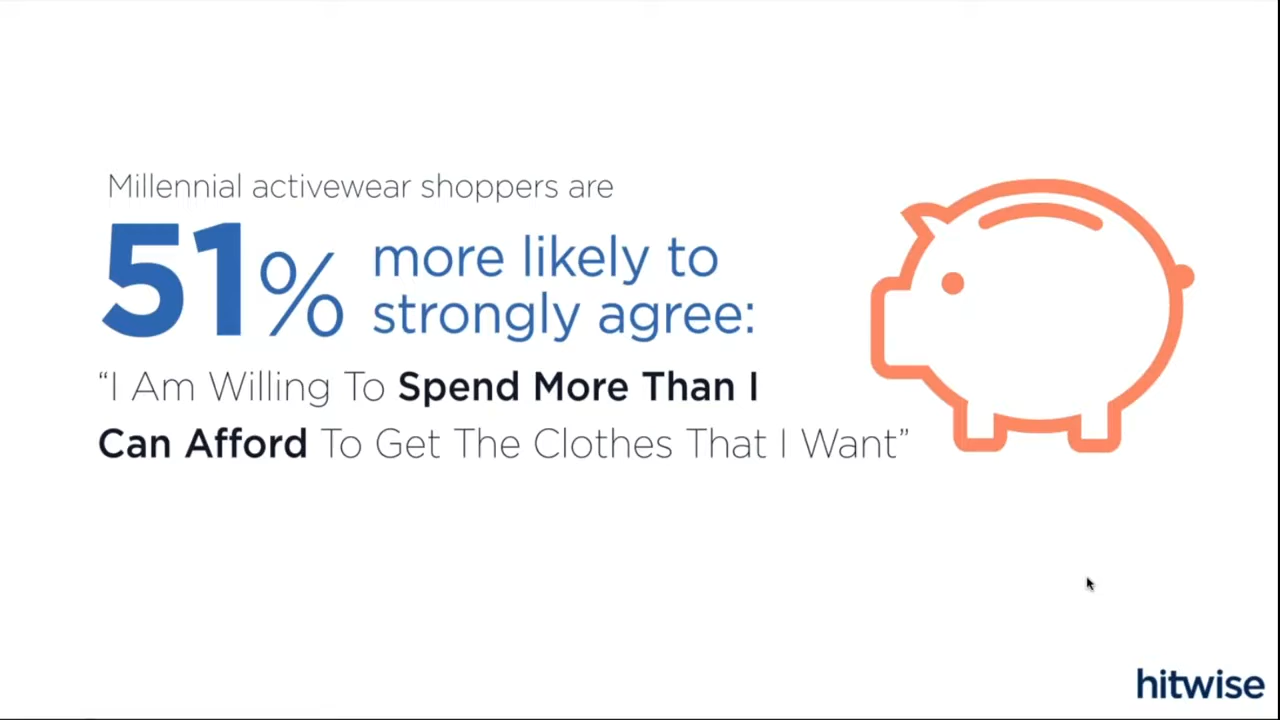 Millennial activewear shoppers are
51% more likely to
strongly agree:
“I Am Willing To Spend More Than I
Can Afford To Get The Clothes That I Want”
hitwise